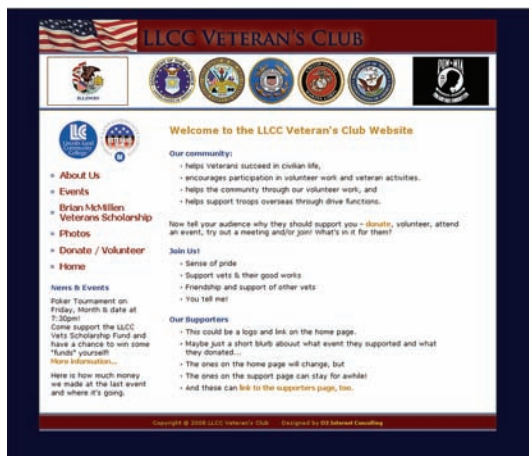 LLCC VETERAN'S CLUB
ILLINOIS
POW*MIA
LLCC
Lincoln Land
Community
College
Welcome to the LLCC Veteran's Club Website
Our community:
• helps Veterans succeed in civilian life,
• encourages participation in volunteer work and veteran activities.
• helps the community through our volunteer work, and
• helps support troops overseas through drive functions.
Now tell your audience why they should support you - donate, volunteer, attend
an event, try out a meeting and/or join! What's in it for them?
Join Us!
• Sense of pride
• Support vets & their good works
• Friendship and support of other vets
• You tell me!
Our Supporters
• This could be a logo and link on the home page.
• Maybe just a short blurb abouut what event they supported and what
they donated...
• The ones on the home page will change, but
• The ones on the support page can stay for awhile!
• And these can link to the supporters page, too.
About Us
Events
Brian McMillen
Veterans Scholarship
Photos
Donate / Volunteer
Home
News & Events
Poker Tournament on
Friday, Month & date at
7:30pm!
Come support the LLCC
Vets Scholarship Fund and
have a chance to win some
"funds" yourself!
More information...
Here is how much money
we made at the last event
and where it's going.
Copyright @ 2008 LLCC Veteran's Club Designed by O2 Internet Consulting